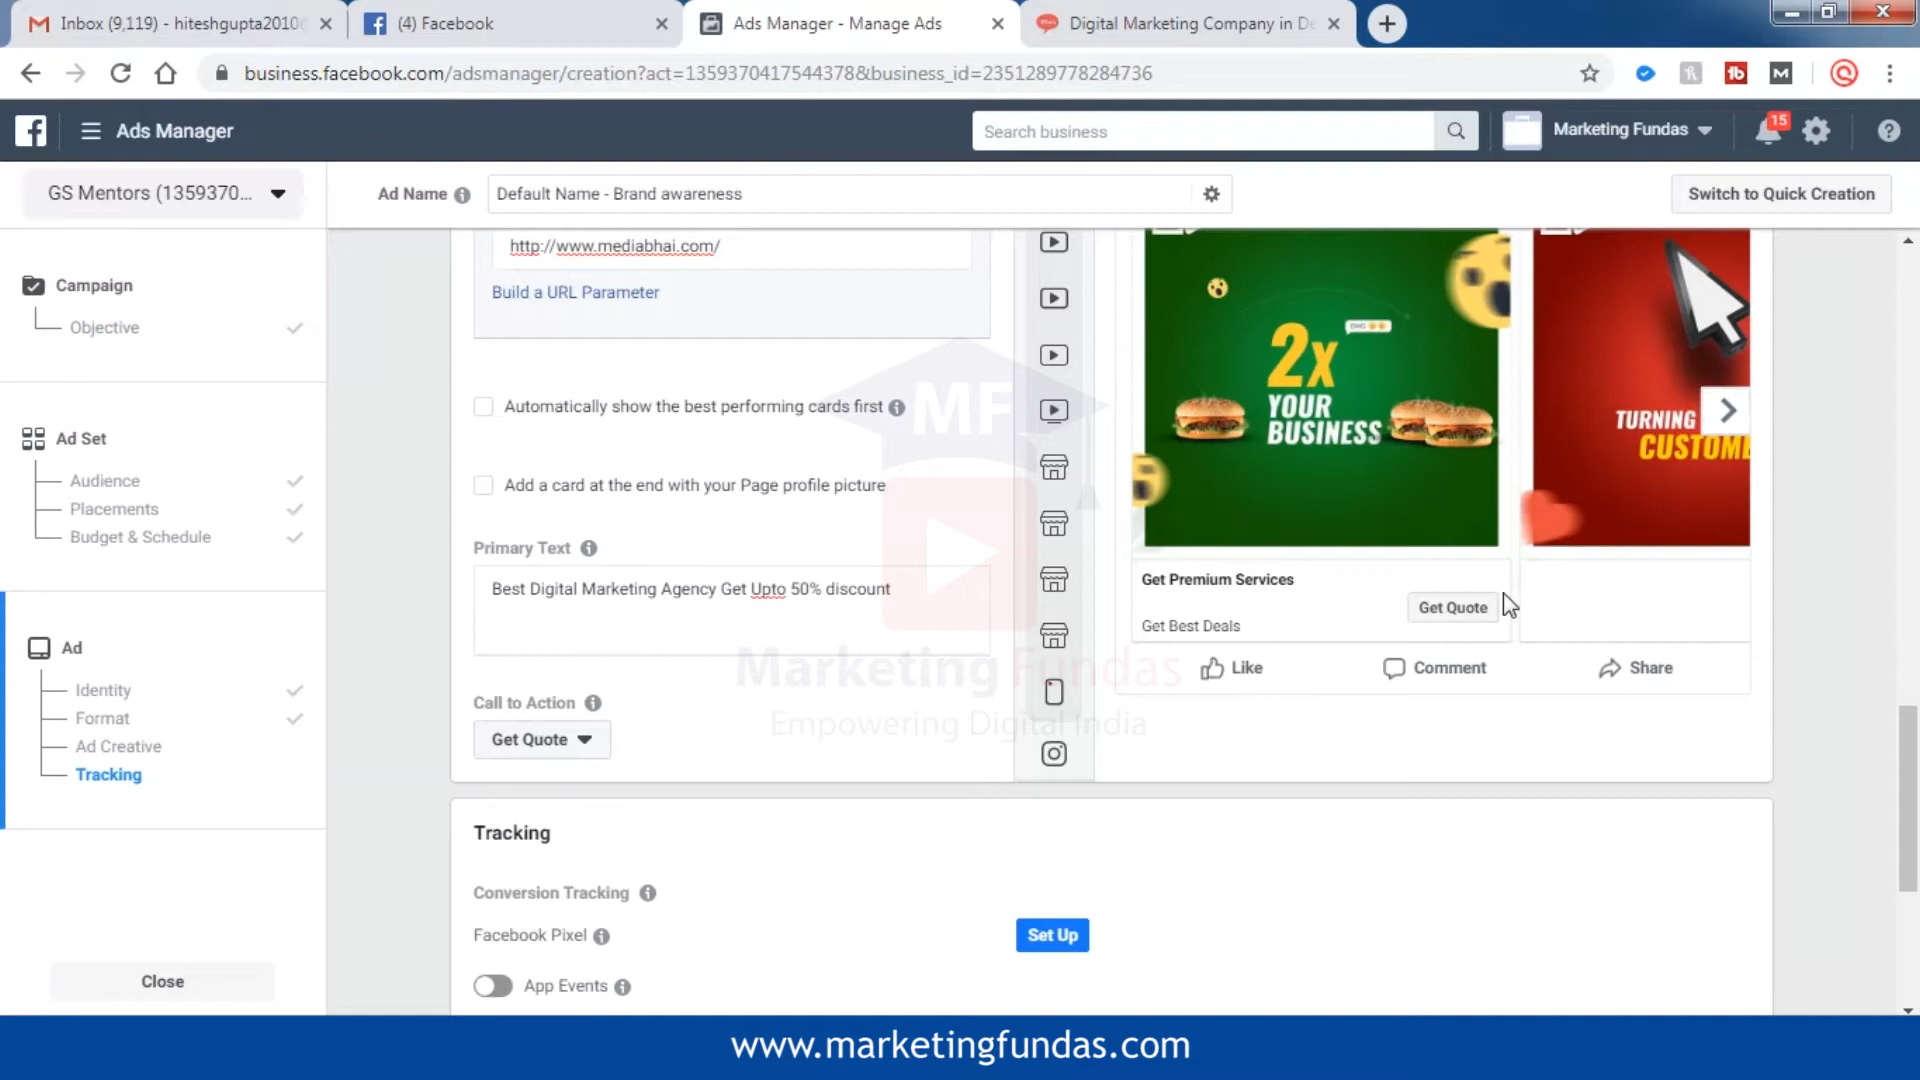 Inbox (9,119) - hiteshgupta2010
(4) Facebook
Ads Manager - Manage Ads
Digital Marketing Company in De
business.facebook.com/adsmanager/creation?act=1359370417544378&business_id=2351289778284736
Ads Manager
Search business
Marketing Fundas
15
GS Mentors (1359370...
Ad Name
Default Name - Brand awareness
Switch to Quick Creation
Campaign
Objective
Ad Set
Audience
Placements
Budget & Schedule
Ad
Identity
Format
Ad Creative
Tracking
Close
http://www.mediabhai.com/
Build a URL Parameter
Automatically show the best performing cards first
Add a card at the end with your Page profile picture
Primary Text
Best Digital Marketing Agency Get Upto 50% discount
Call to Action
Get Quote
MF
Marketing Fundas
Empowering Digital India
OMG
2x
YOUR
BUSINESS
TURNING
CUSTOME
Get Premium Services
Get Quote
Get Best Deals
Like
Comment
Share
Tracking
Conversion Tracking
Facebook Pixel
Set Up
App Events
www.marketingfundas.com